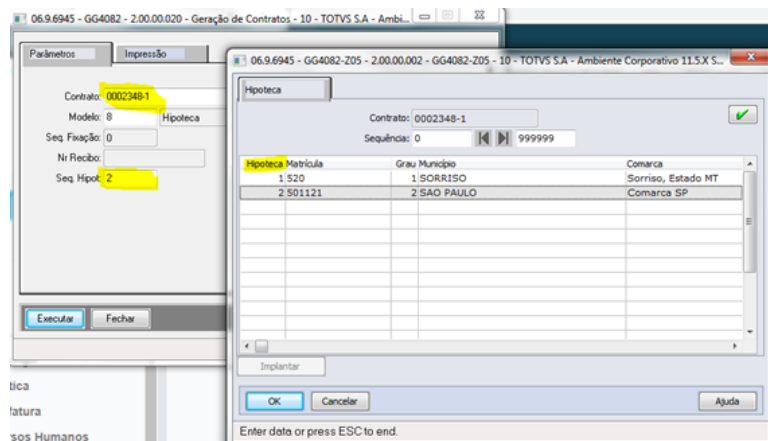 06.9.6945 - GG4082 - 2.00.00.020 - Geração de Contratos - 10 - TOTVS S.A - Ambi...
Parâmetros Impressão
Contrato: 0002348-1
Modelo: 8 Hipoteca
Seq. Fixação: 0
Nr Recibo:
Seq. Hipot: 2
Executar Fechar
06.9.6945 - GG4082-Z05 - 2.00.00.002 - GG4082-Z05 - 10 - TOTVS S.A - Ambiente Corporativo 11.5.X S...
Hipoteca
Contrato: 0002348-1
Sequência: 0 999999
Hipoteca Matrícula Grau Município Comarca
1 520 1 SORRISO Sorriso, Estado MT
2 501121 2 SAO PAULO Comarca SP
Implantar
OK Cancelar Ajuda
Enter data or press ESC to end.
tica
fatura
rsos Humanos